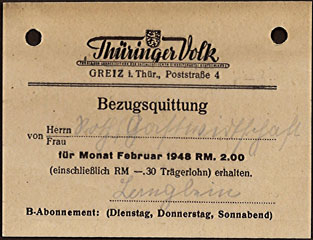 Thüringer Volk
GREIZ i. Thür., Poststraße 4
Bezugsquittung
von Herrn
Frau
für Monat Februar 1948 RM. 2.00
(einschließlich RM —.30 Trägerlohn) erhalten.
B-Abonnement: (Dienstag, Donnerstag, Sonnabend)